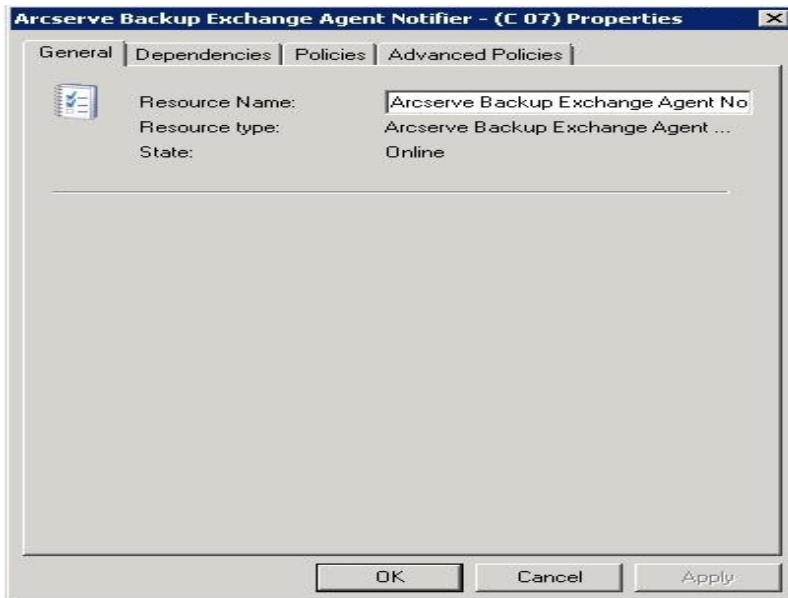 Arcserve Backup Exchange Agent Notifier - (C 07) Properties
General Dependencies Policies Advanced Policies
Resource Name: Arcserve Backup Exchange Agent No
Resource type: Arcserve Backup Exchange Agent ...
State: Online
OK Cancel Apply